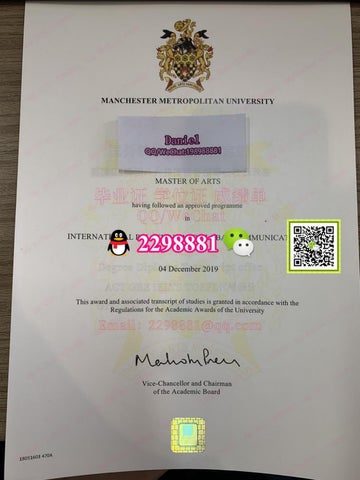 MANCHESTER METROPOLITAN UNIVERSITY
Daniel
QQ/WeChat:198988881
MASTER OF ARTS
毕业证 学位证 成绩单
having followed an approved programme
in
QQ/WeChat
INTERNATIONAL
2298881
04 December 2019
This award and associated transcript of studies is granted in accordance with the
Regulations for the Academic Awards of the University
Email: 2298881@qq.com
Vice-Chancellor and Chairman
of the Academic Board